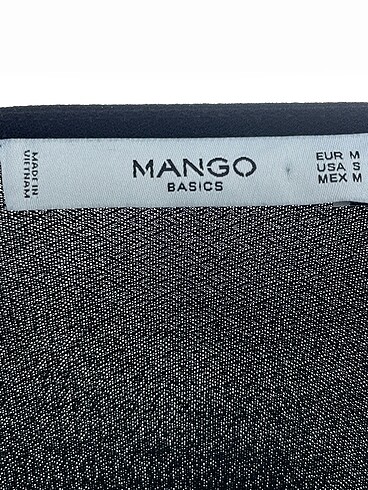 MADE IN
VIETNAM
MANGO
BASICS
EUR M
USA S
MEX M